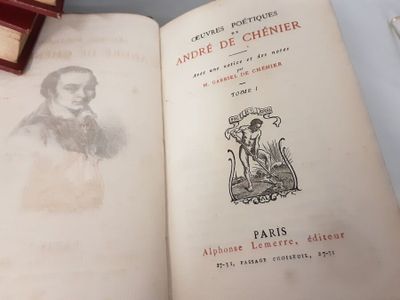 ŒUVRES POÉTIQUES
DE
ANDRÉ DE CHÉNIER
Avec une notice et des notes
par
M. GABRIEL DE CHÉNIER
TOME I
PARIS
Alphonse Lemerre, éditeur
27-31, PASSAGE CHOISEUL, 27-31